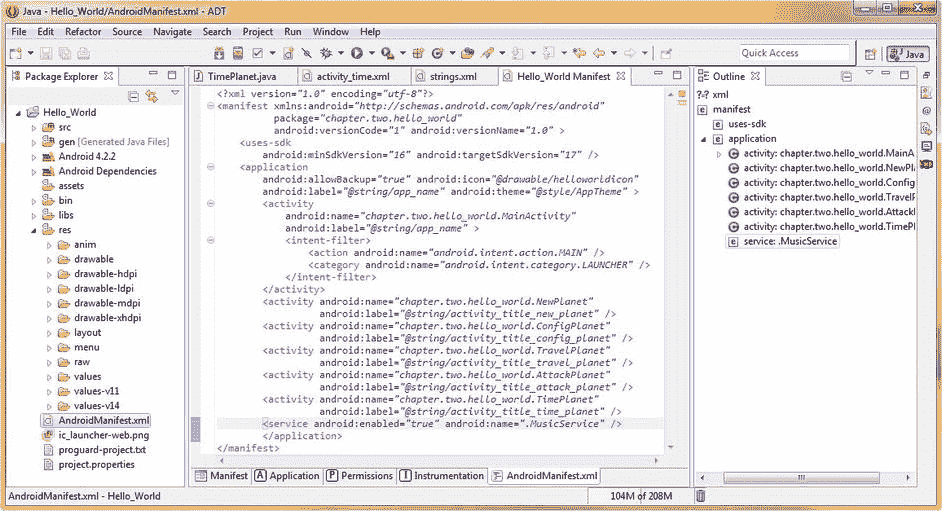 Java - Hello_World/AndroidManifest.xml - ADT
File Edit Refactor Source Navigate Search Project Run Window Help
Quick Access
Java
Package Explorer
Hello_World
src
gen [Generated Java Files]
Android 4.2.2
Android Dependencies
assets
bin
libs
res
anim
drawable
drawable-hdpi
drawable-ldpi
drawable-mdpi
drawable-xhdpi
layout
menu
raw
values
values-v11
values-v14
AndroidManifest.xml
ic_launcher-web.png
proguard-project.txt
project.properties
TimePlanet.java
activity_time.xml
strings.xml
Hello_World Manifest
<?xml version="1.0" encoding="utf-8"?>
<manifest xmlns:android="http://schemas.android.com/apk/res/android"
package="chapter.two.hello_world"
android:versionCode="1" android:versionName="1.0" >
<uses-sdk
android:minSdkVersion="16" android:targetSdkVersion="17" />
<application
android:allowBackup="true" android:icon="@drawable/helloworldicon"
android:label="@string/app_name" android:theme="@style/AppTheme" >
<activity
android:name="chapter.two.hello_world.MainActivity"
android:label="@string/app_name" >
<intent-filter>
<action android:name="android.intent.action.MAIN" />
<category android:name="android.intent.category.LAUNCHER" />
</intent-filter>
</activity>
<activity android:name="chapter.two.hello_world.NewPlanet"
android:label="@string/activity_title_new_planet" />
<activity android:name="chapter.two.hello_world.ConfigPlanet"
android:label="@string/activity_title_config_planet" />
<activity android:name="chapter.two.hello_world.TravelPlanet"
android:label="@string/activity_title_travel_planet" />
<activity android:name="chapter.two.hello_world.AttackPlanet"
android:label="@string/activity_title_attack_planet" />
<activity android:name="chapter.two.hello_world.TimePlanet"
android:label="@string/activity_title_time_planet" />
<service android:enabled="true" android:name=".MusicService" />
</application>
</manifest>
Manifest
Application
Permissions
Instrumentation
AndroidManifest.xml
Outline
?-? xml
manifest
uses-sdk
application
activity: chapter.two.hello_world.MainA
activity: chapter.two.hello_world.NewPl
activity: chapter.two.hello_world.Config
activity: chapter.two.hello_world.TravelP
activity: chapter.two.hello_world.Attack
activity: chapter.two.hello_world.TimeP
service: .MusicService
AndroidManifest.xml - Hello_World
104M of 208M